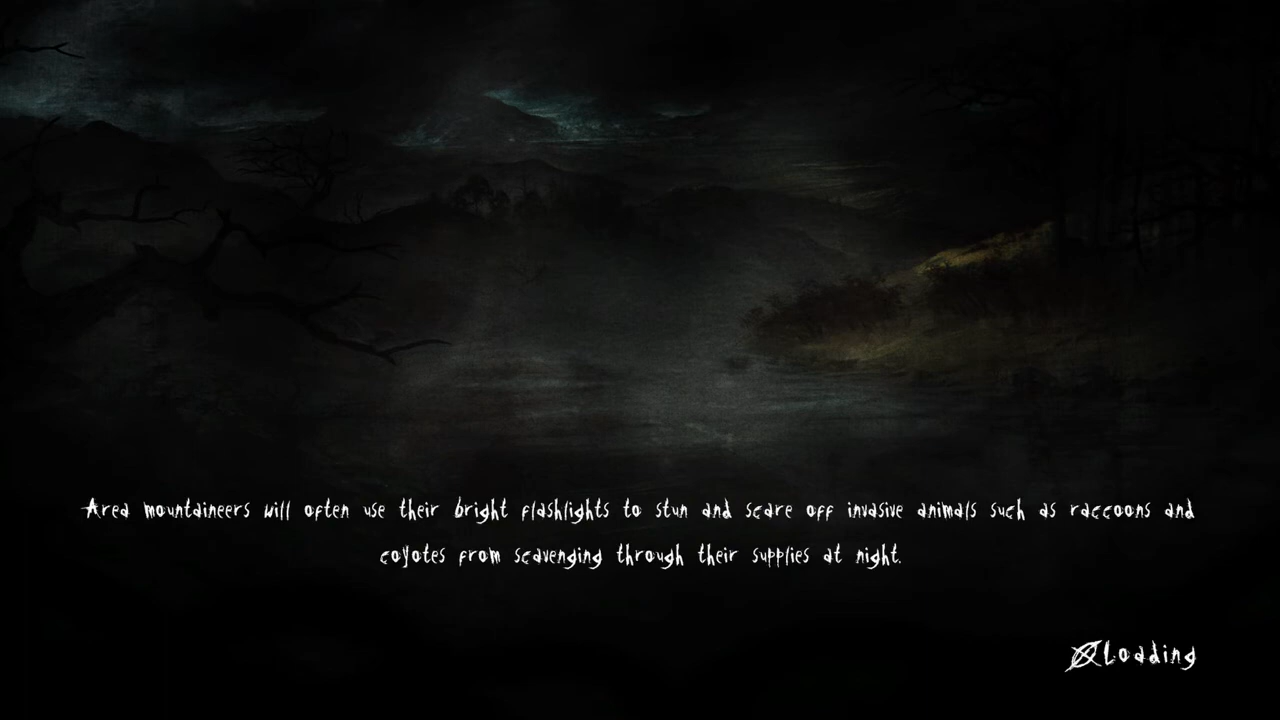 Area mountaineers will often use their bright flashlights to stun and scare off invasive animals such as raccoons and
coyotes from scavenging through their supplies at night.
Loading